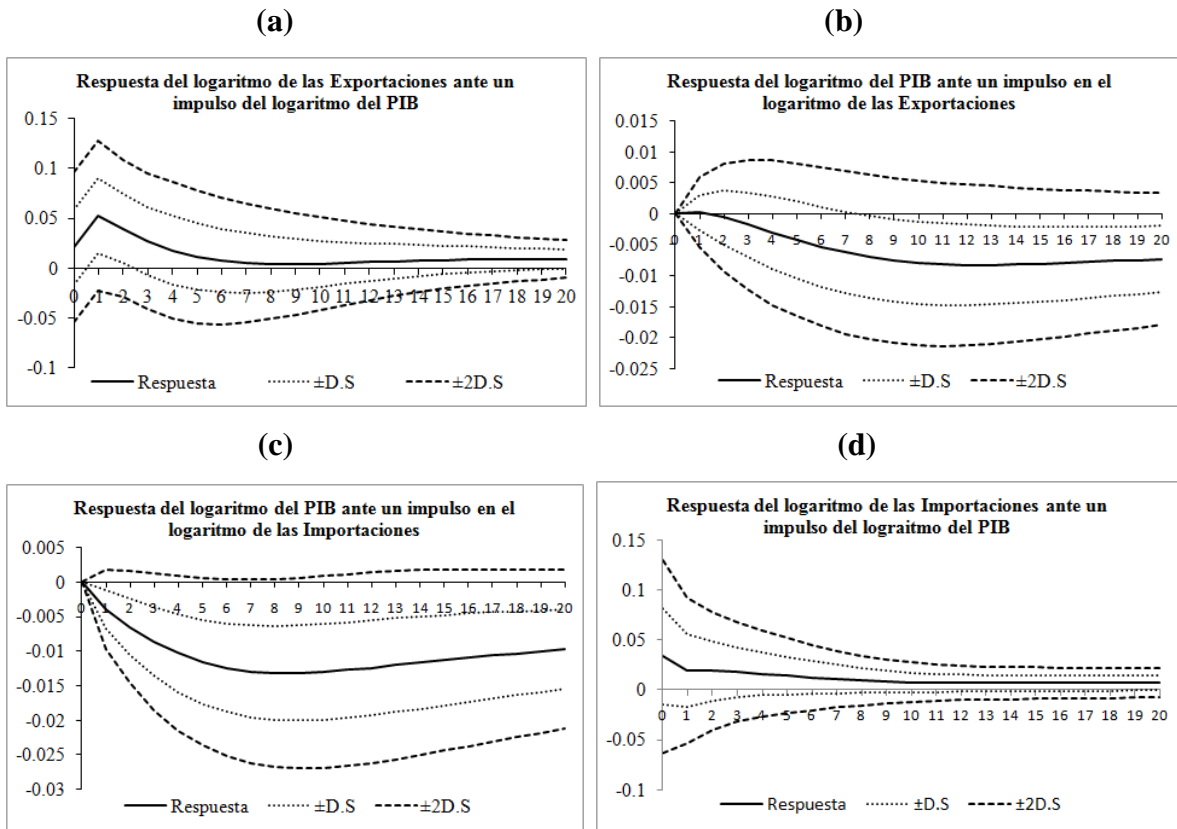 (a)
Respuesta del logaritmo de las Exportaciones ante un
impulso del logaritmo del PIB
0.15
0.1
0.05
0
-0.05
-0.1
0 1 2 3 4 5 6 7 8 9 10 11 12 13 14 15 16 17 18 19 20
Respuesta ±D.S ±2D.S
(b)
Respuesta del logaritmo del PIB ante un impulso en el
logaritmo de las Exportaciones
0.015
0.01
0.005
0
-0.005
-0.01
-0.015
-0.02
-0.025
0 1 2 3 4 5 6 7 8 9 10 11 12 13 14 15 16 17 18 19 20
Respuesta ±D.S ±2D.S
(c)
Respuesta del logaritmo del PIB ante un impulso en el
logaritmo de las Importaciones
0.005
0
-0.005
-0.01
-0.015
-0.02
-0.025
-0.03
0 1 2 3 4 5 6 7 8 9 10 11 12 13 14 15 16 17 18 19 20
Respuesta ±D.S ±2D.S
(d)
Respuesta del logaritmo de las Importaciones ante un
impulso del lograitmo del PIB
0.15
0.1
0.05
0
-0.05
-0.1
0 1 2 3 4 5 6 7 8 9 10 11 12 13 14 15 16 17 18 19 20
Respuesta ±D.S ±2D.S